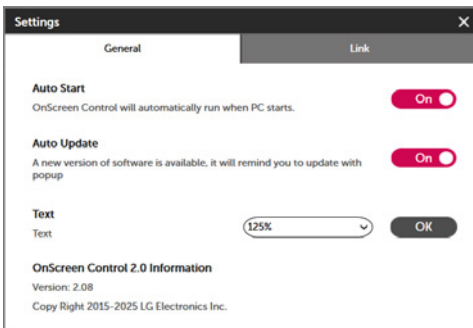 Settings
General Link
Auto Start
OnScreen Control will automatically run when PC starts.
On
Auto Update
A new version of software is available, it will remind you to update with
popup
On
Text
Text
125%
OK
OnScreen Control 2.0 Information
Version: 2.08
Copy Right 2015-2025 LG Electronics Inc.